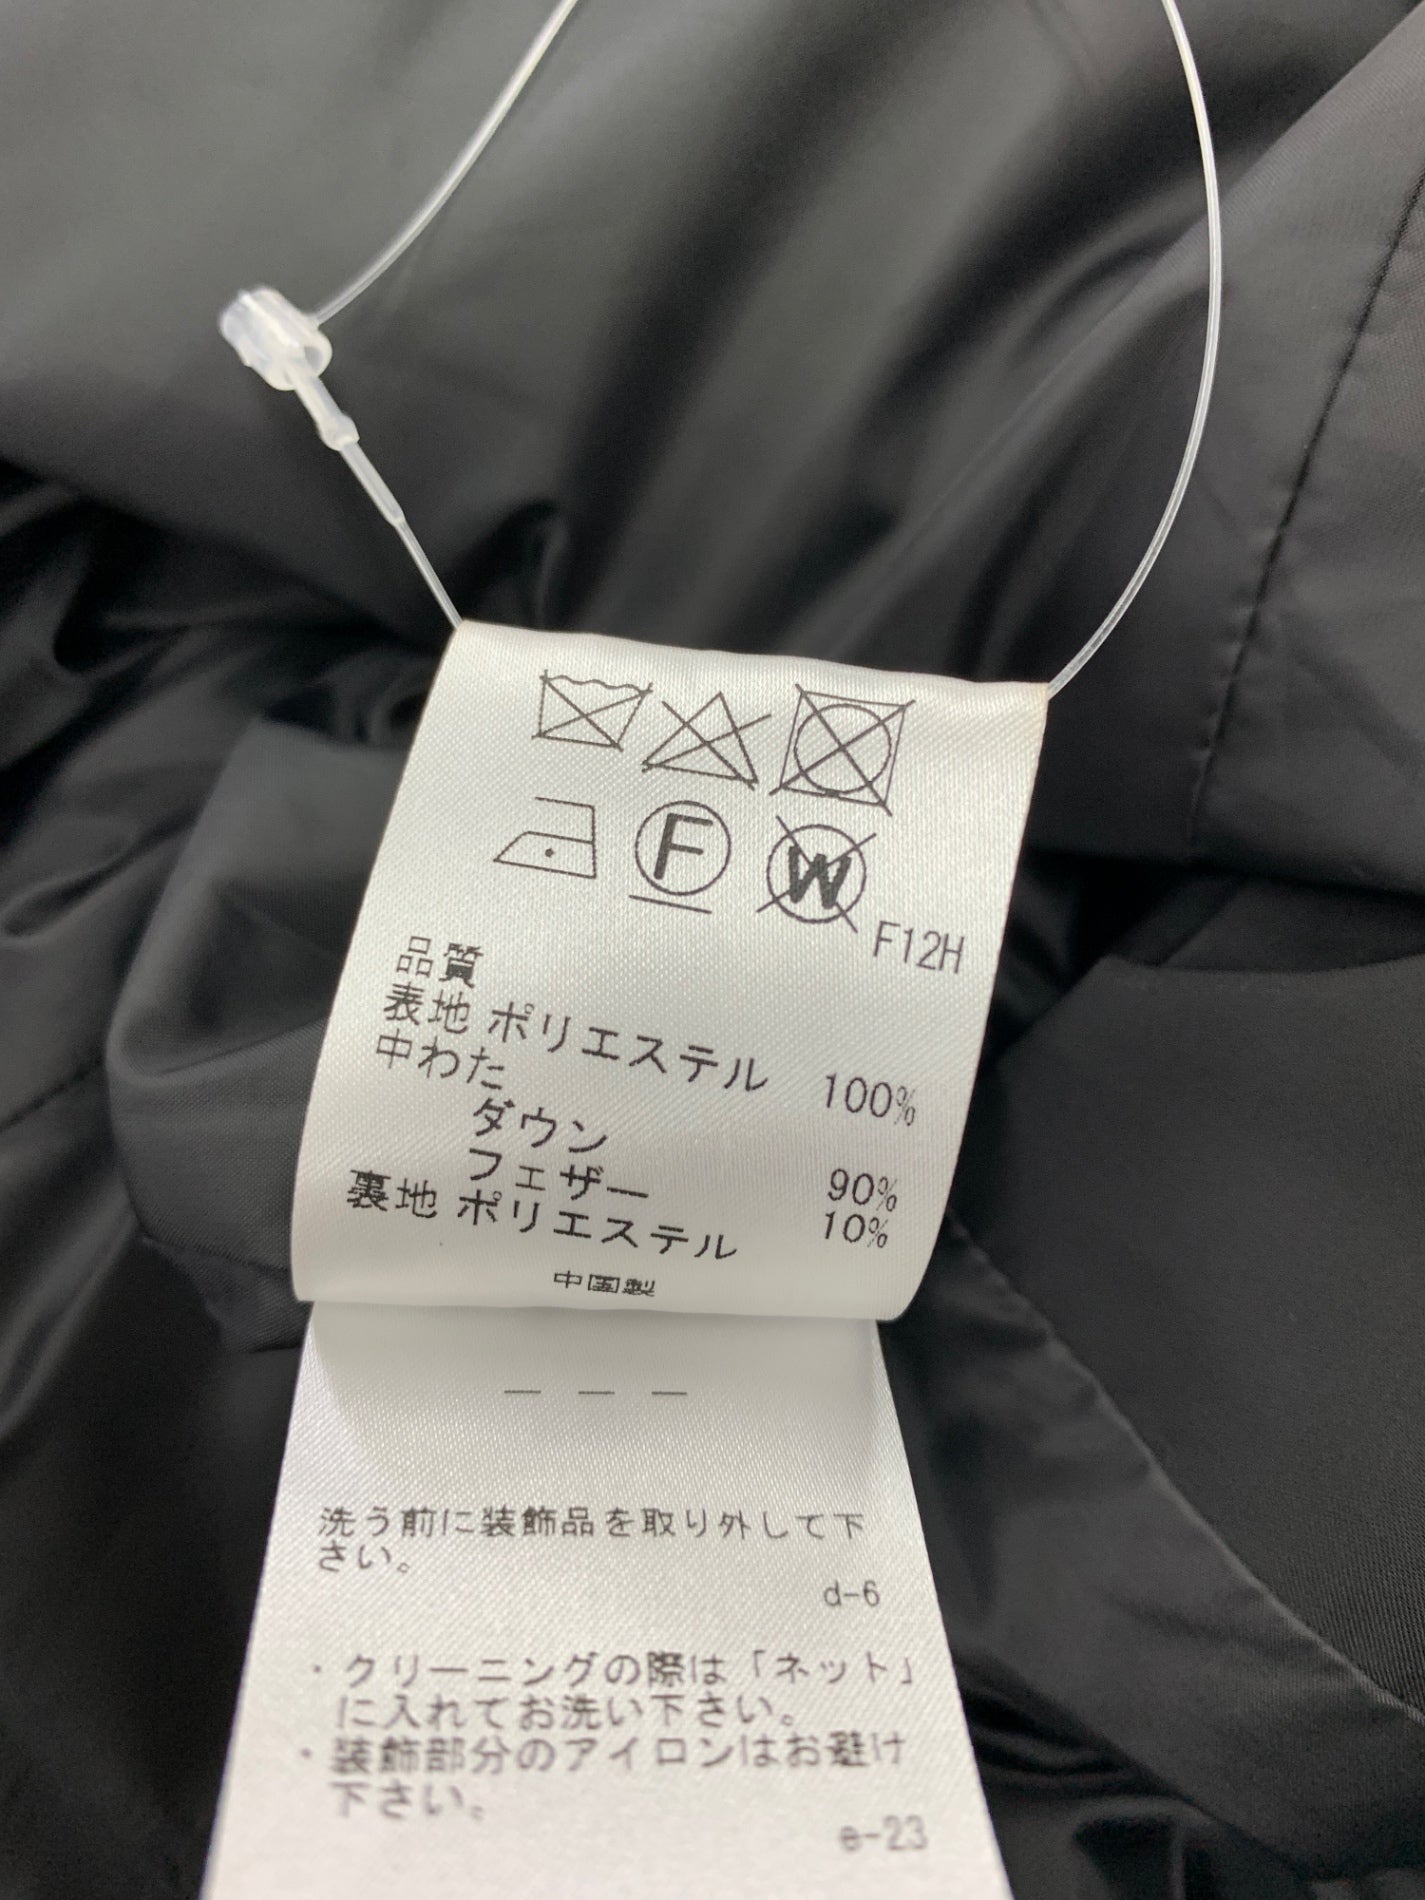 F
W
F12H
品質
表地 ポリエステル 100%
中わた
ダウン 90%
フェザー 10%
裏地 ポリエステル
中国製
洗う前に装飾品を取り外して下
さい。
d-6
・クリーニングの際は「ネット」
に入れてお洗い下さい。
・装飾部分のアイロンはお避け
下さい。
e-23